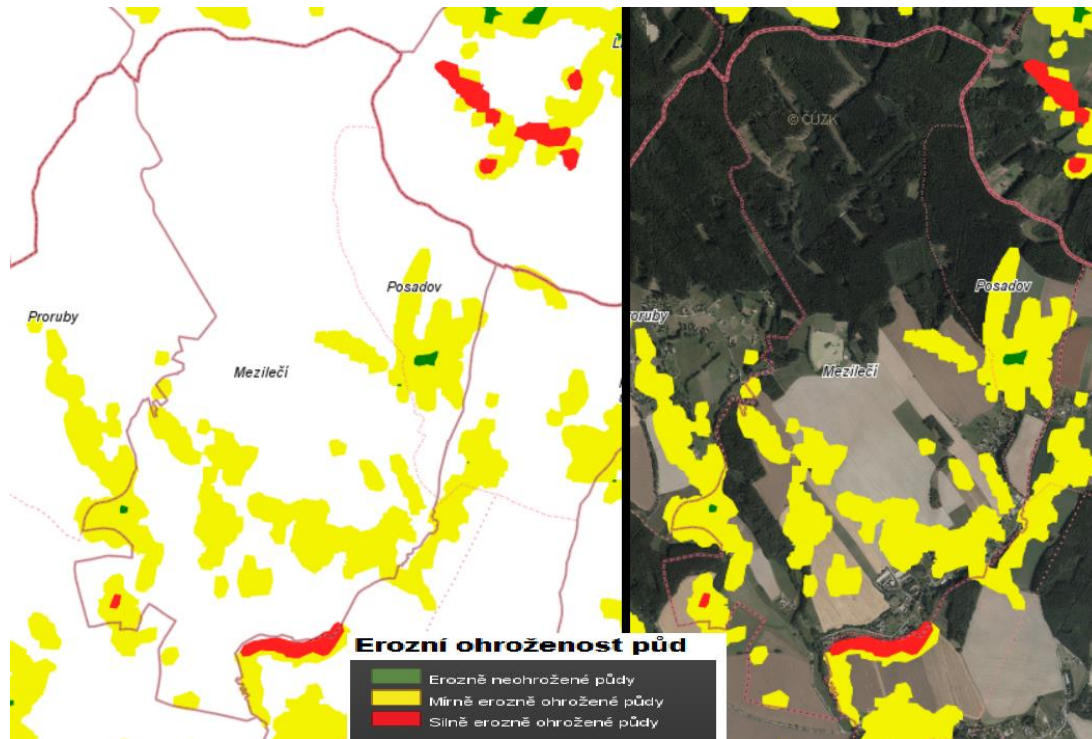 © ČÚZK
Posadov
Posadov
Proruby
roruby
Mezilečí
Mezilečí
Erozní ohroženost půd
Erozně neohrožené půdy
Mírně erozně ohrožené půdy
Silně erozně ohrožené půdy